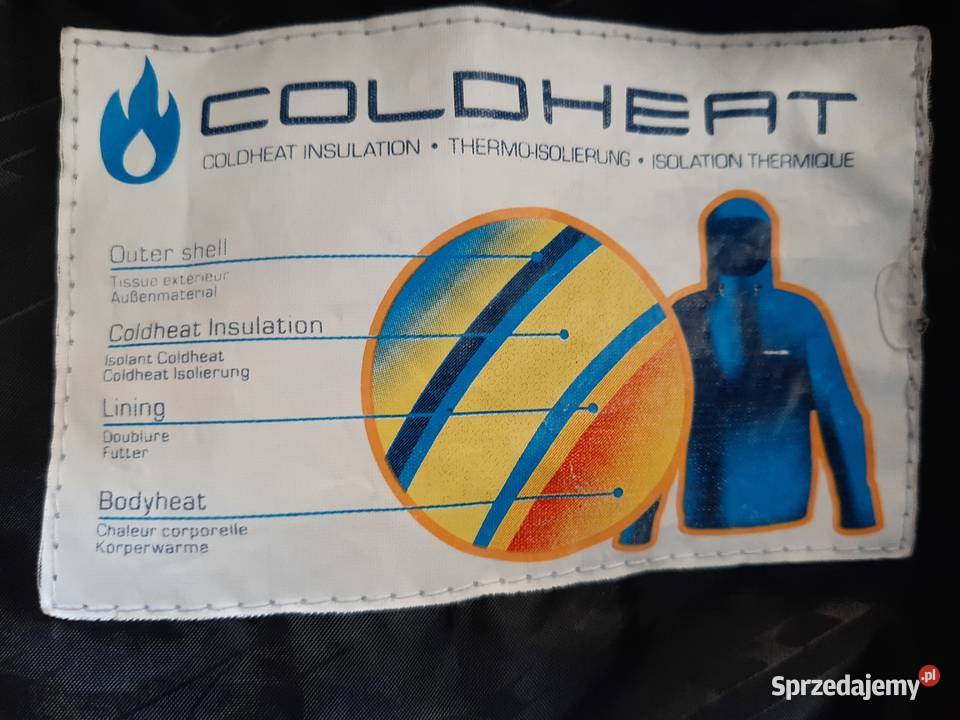 COLDHEAT
COLDHEAT INSULATION • THERMO-ISOLIERUNG • ISOLATION THERMIQUE
Outer shell
Tissue extérieur
Außenmaterial
Coldheat Insulation
Isolant Coldheat
Coldheat Isolierung
Lining
Doublure
Futter
Bodyheat
Chaleur corporelle
Körperwarme
Sprzedajemy.pl